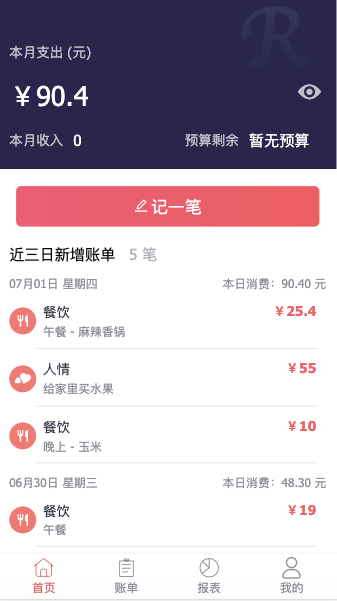 R
本月支出 (元)
￥90.4
本月收入 0 预算剩余 暂无预算
记一笔
近三日新增账单 5 笔
07月01日 星期四 本日消费：90.40 元
餐饮 ￥25.4
午餐 - 麻辣香锅
人情 ￥55
给家里买水果
餐饮 ￥10
晚上 - 玉米
06月30日 星期三 本日消费：48.30 元
餐饮 ￥19
午餐
首页 账单 报表 我的